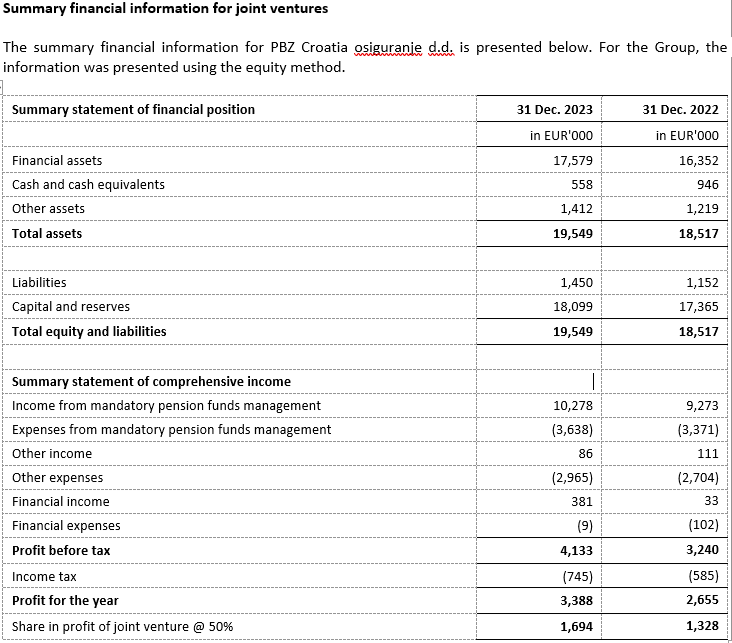 Summary financial information for joint ventures
The summary financial information for PBZ Croatia osiguranje d.d. is presented below. For the Group, the
information was presented using the equity method.
Summary statement of financial position 31 Dec. 2023 31 Dec. 2022
in EUR'000 in EUR'000
Financial assets 17,579 16,352
Cash and cash equivalents 558 946
Other assets 1,412 1,219
Total assets 19,549 18,517
Liabilities 1,450 1,152
Capital and reserves 18,099 17,365
Total equity and liabilities 19,549 18,517
Summary statement of comprehensive income
Income from mandatory pension funds management 10,278 9,273
Expenses from mandatory pension funds management (3,638) (3,371)
Other income 86 111
Other expenses (2,965) (2,704)
Financial income 381 33
Financial expenses (9) (102)
Profit before tax 4,133 3,240
Income tax (745) (585)
Profit for the year 3,388 2,655
Share in profit of joint venture @ 50% 1,694 1,328